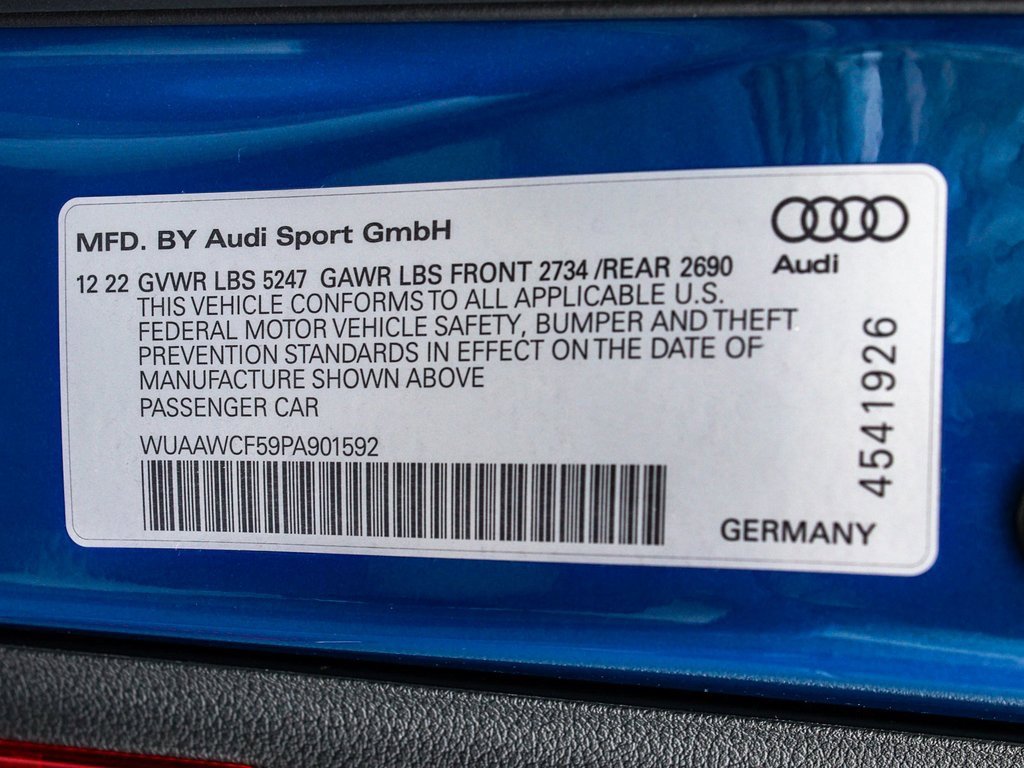 MFD. BY Audi Sport GmbH
Audi
12 22 GVWR LBS 5247 GAWR LBS FRONT 2734 /REAR 2690
THIS VEHICLE CONFORMS TO ALL APPLICABLE U.S.
FEDERAL MOTOR VEHICLE SAFETY, BUMPER AND THEFT
PREVENTION STANDARDS IN EFFECT ON THE DATE OF
MANUFACTURE SHOWN ABOVE
PASSENGER CAR
WUAAWCF59PA901592
4541926
GERMANY